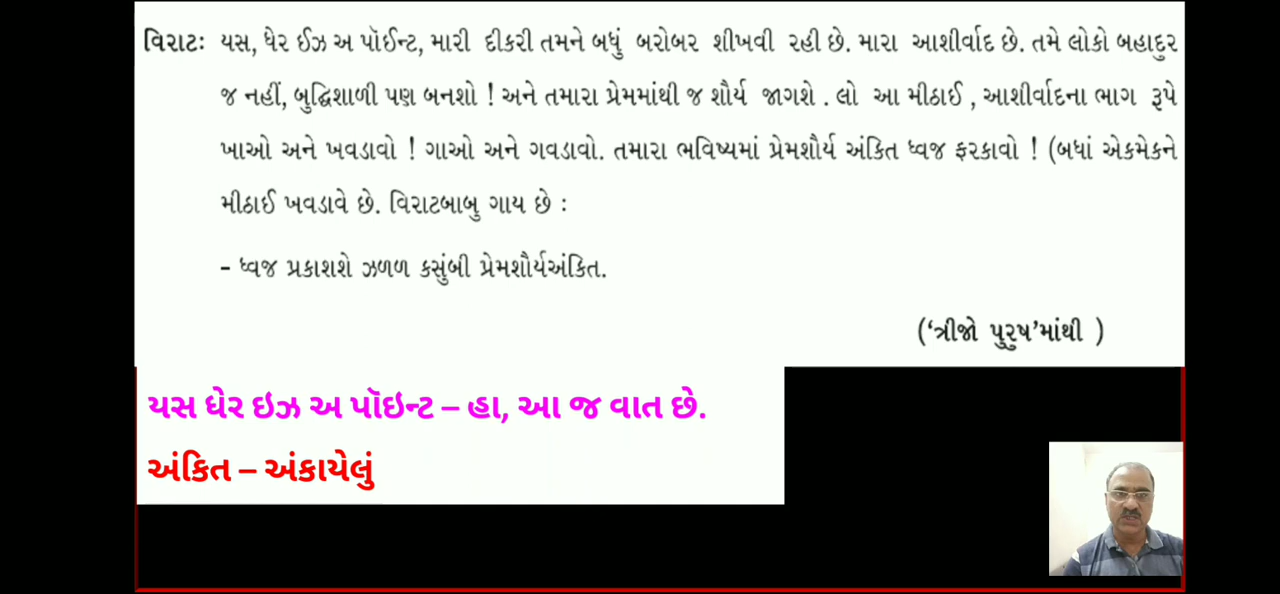 વિરાટઃ યસ, ધેર ઈઝ અ પૉઈન્ટ, મારી દીકરી તમને બધું બરોબર શીખવી રહી છે. મારા આશીર્વાદ છે. તમે લોકો બહાદુર
જ નહીં, બુદ્ધિશાળી પણ બનશો ! અને તમારા પ્રેમમાંથી જ શૌર્ય જાગશે . લો આ મીઠાઈ , આશીર્વાદના ભાગ રૂપે
ખાઓ અને ખવડાવો ! ગાઓ અને ગવડાવો. તમારા ભવિષ્યમાં પ્રેમશૌર્ય અંકિત ધ્વજ ફરકાવો ! (બધાં એકમેકને
મીઠાઈ ખવડાવે છે. વિરાટબાબુ ગાય છે :
– ધ્વજ પ્રકાશશે ઝળળ કસુંબી પ્રેમશૌર્યઅંકિત.
(‘ત્રીજો પુરુષ’માંથી )
યસ ધેર ઇઝ અ પૉઇન્ટ – હા, આ જ વાત છે.
અંકિત – અંકાયેલું